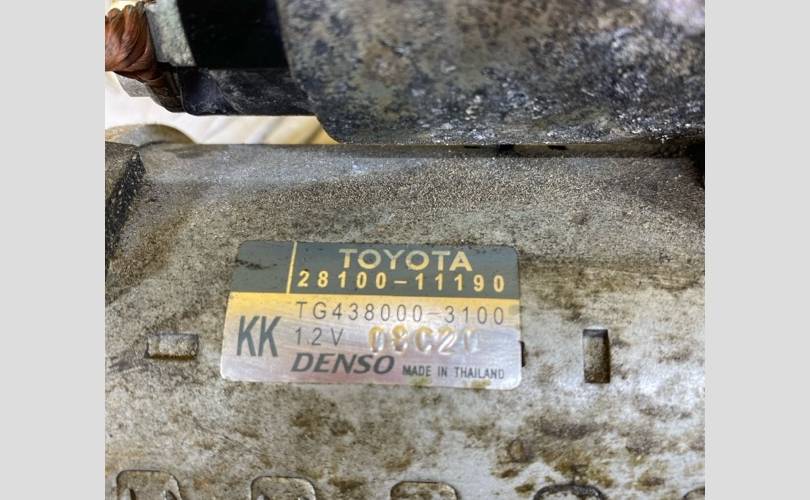 TOYOTA
28100-11190
TG438000-3100
KK 12V
DENSO MADE IN THAILAND